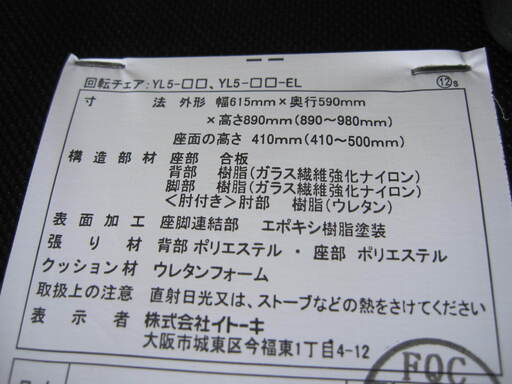 回転チェア:YL5-□□、YL5-□□-EL ⑫s
寸　　法 外形 幅615mm×奥行590mm
×高さ890mm(890～980mm)
座面の高さ 410mm(410～500mm)
構造部材 座部 合板
背部 樹脂(ガラス繊維強化ナイロン)
脚部 樹脂(ガラス繊維強化ナイロン)
<肘付き>肘部 樹脂(ウレタン)
表面加工 座脚連結部 エポキシ樹脂塗装
張り材 背部 ポリエステル・座部 ポリエステル
クッション材 ウレタンフォーム
取扱上の注意 直射日光又は、ストーブなどの熱をさけてください
表示者 株式会社イトーキ
大阪市城東区今福東1丁目4-12
FQC